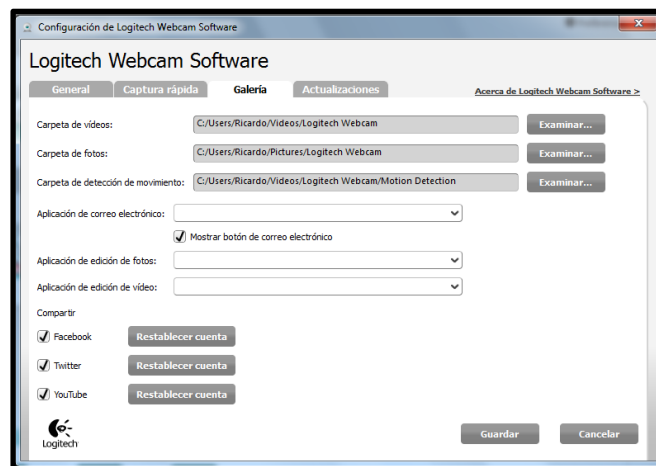 Configuración de Logitech Webcam Software
Logitech Webcam Software
General Captura rápida Galería Actualizaciones Acerca de Logitech Webcam Software >
Carpeta de vídeos: C:/Users/Ricardo/Videos/Logitech Webcam Examinar...
Carpeta de fotos: C:/Users/Ricardo/Pictures/Logitech Webcam Examinar...
Carpeta de detección de movimiento: C:/Users/Ricardo/Videos/Logitech Webcam/Motion Detection Examinar...
Aplicación de correo electrónico:
Mostrar botón de correo electrónico
Aplicación de edición de fotos:
Aplicación de edición de vídeo:
Compartir
Facebook Restablecer cuenta
Twitter Restablecer cuenta
YouTube Restablecer cuenta
Logitech Guardar Cancelar